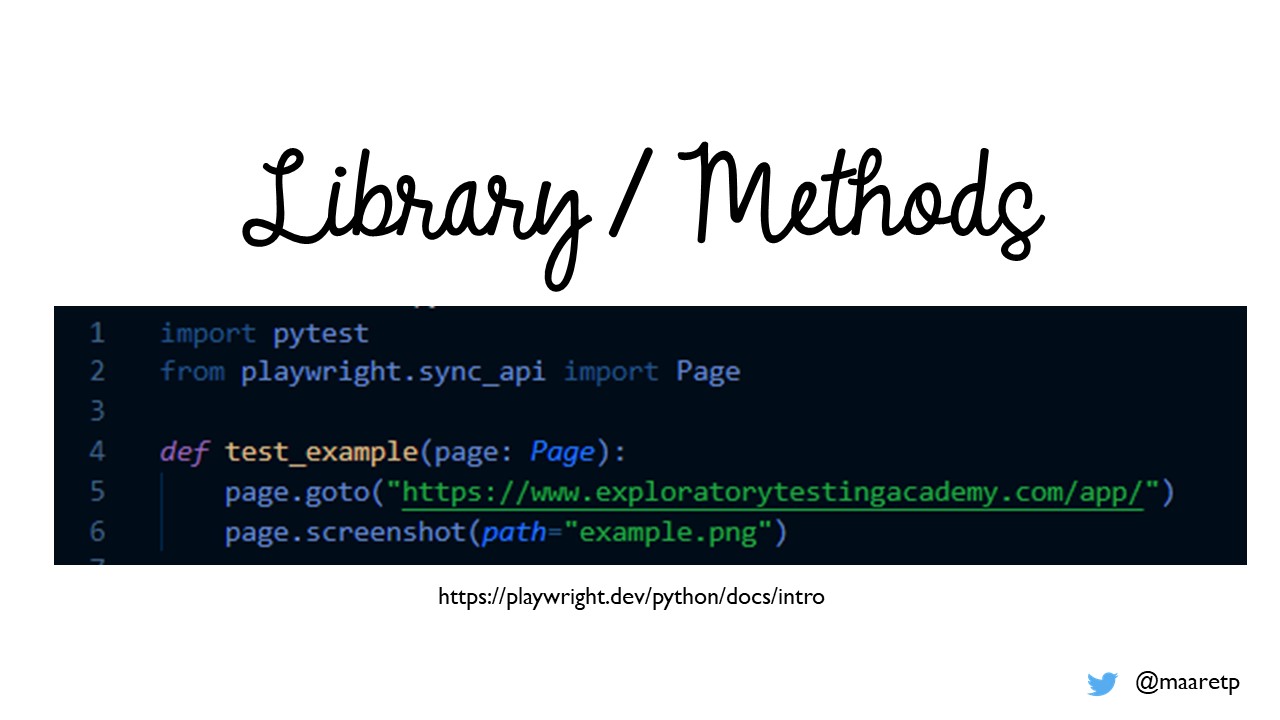 Library / Methods
1 import pytest
2 from playwright.sync_api import Page
3
4 def test_example(page: Page):
5     page.goto("https://www.exploratorytestingacademy.com/app/")
6     page.screenshot(path="example.png")
https://playwright.dev/python/docs/intro
@maaretp